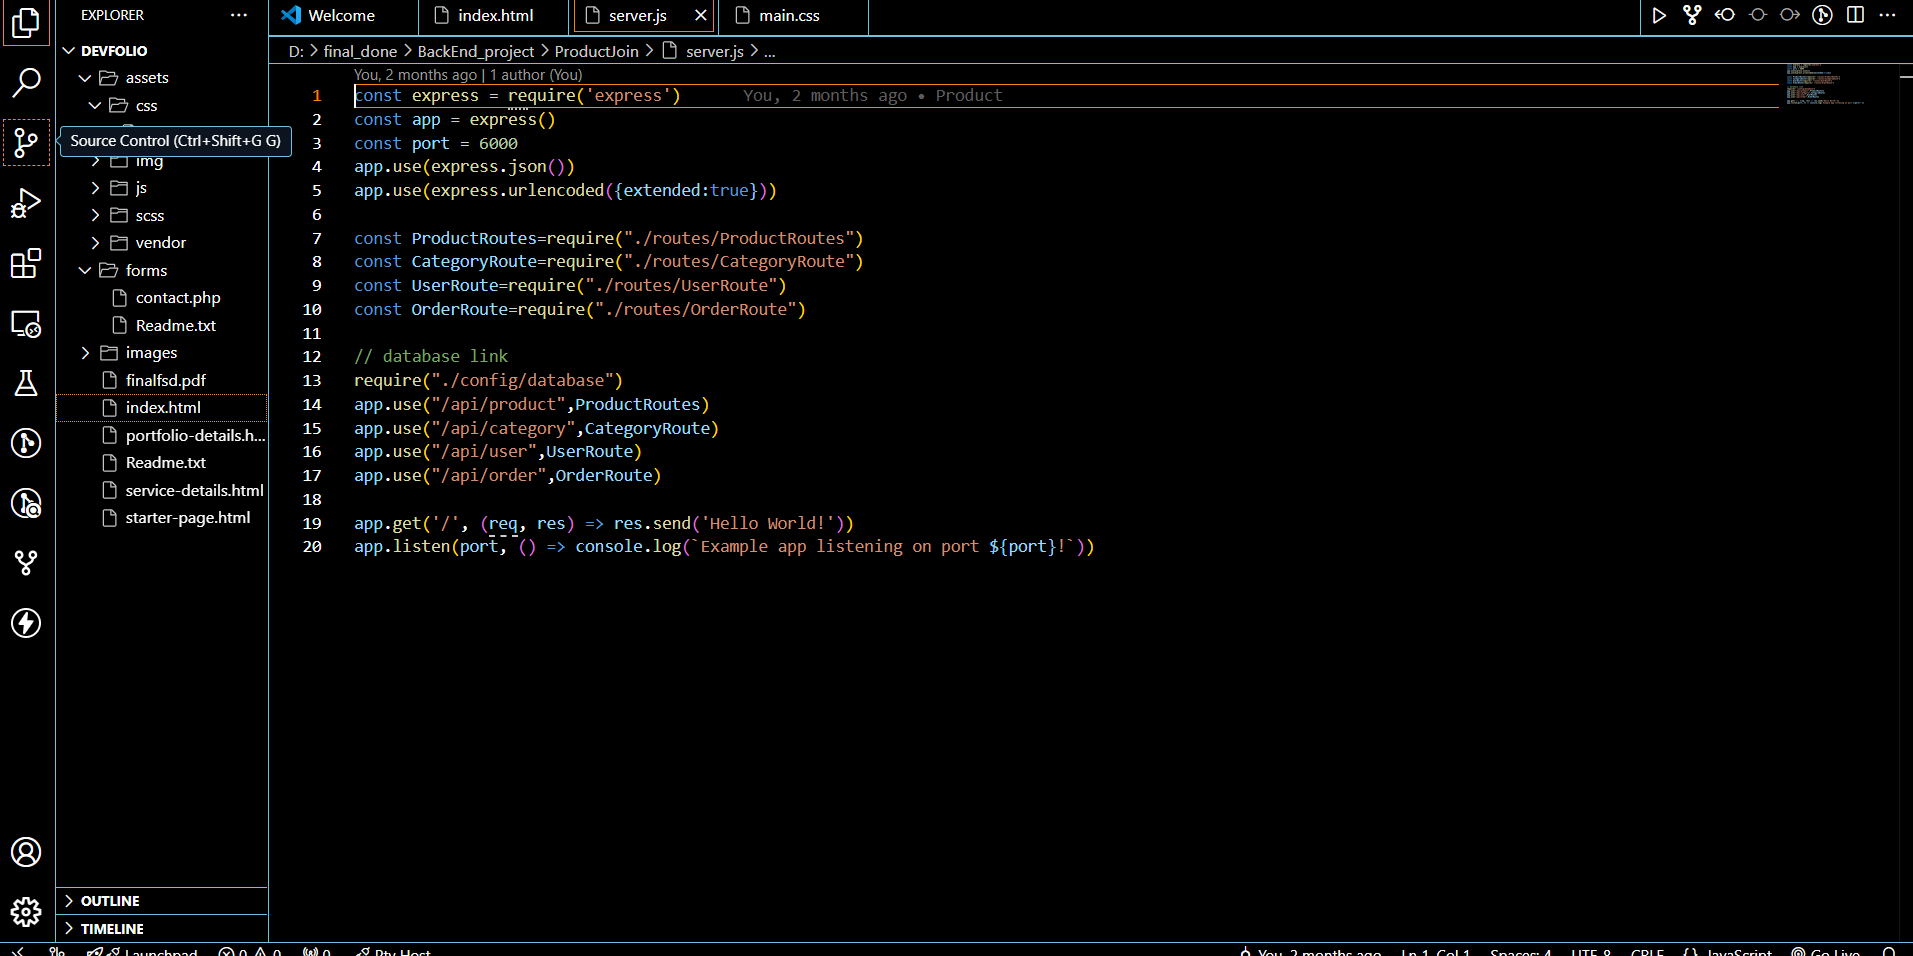 EXPLORER
Welcome
index.html
server.js
main.css
DEVFOLIO
D: > final_done > BackEnd_project > ProductJoin > server.js > ...
assets
css
Source Control (Ctrl+Shift+G G)
img
js
scss
vendor
forms
contact.php
Readme.txt
images
finalfsd.pdf
index.html
portfolio-details.h...
Readme.txt
service-details.html
starter-page.html
OUTLINE
TIMELINE
You, 2 months ago | 1 author (You)
1 const express = require('express') You, 2 months ago • Product
2 const app = express()
3 const port = 6000
4 app.use(express.json())
5 app.use(express.urlencoded({extended:true}))
6
7 const ProductRoutes=require("./routes/ProductRoutes")
8 const CategoryRoute=require("./routes/CategoryRoute")
9 const UserRoute=require("./routes/UserRoute")
10 const OrderRoute=require("./routes/OrderRoute")
11
12 // database link
13 require("./config/database")
14 app.use("/api/product",ProductRoutes)
15 app.use("/api/category",CategoryRoute)
16 app.use("/api/user",UserRoute)
17 app.use("/api/order",OrderRoute)
18
19 app.get('/', (req, res) => res.send('Hello World!'))
20 app.listen(port, () => console.log(`Example app listening on port ${port}!`))
Launchpad 0 0 0 Pty Host You, 2 months ago Ln 1, Col 1 Spaces: 4 UTF-8 CRLF {} JavaScript Go Live